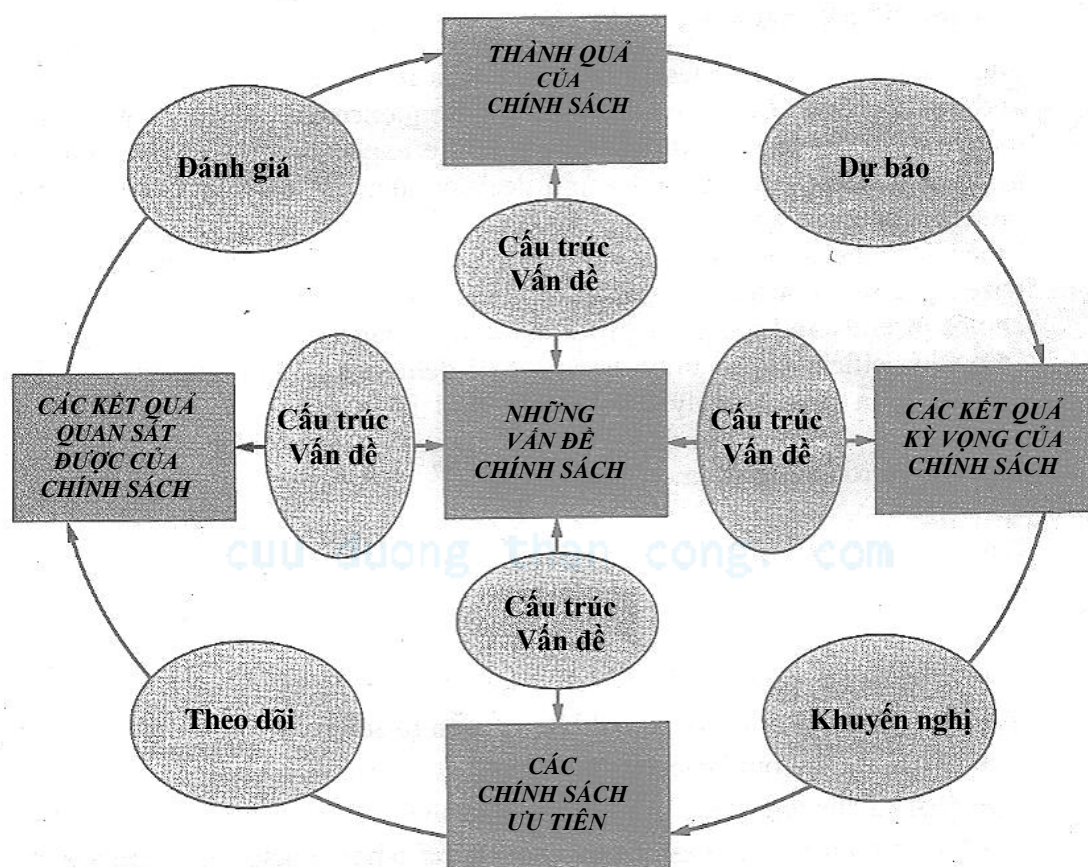 THÀNH QUẢ
CỦA
CHÍNH SÁCH
Đánh giá
Dự báo
Cấu trúc
Vấn đề
CÁC KẾT QUẢ
QUAN SÁT
ĐƯỢC CỦA
CHÍNH SÁCH
Cấu trúc
Vấn đề
NHỮNG
VẤN ĐỀ
CHÍNH SÁCH
Cấu trúc
Vấn đề
CÁC KẾT QUẢ
KỲ VỌNG CỦA
CHÍNH SÁCH
cuu duong than cong. com
Cấu trúc
Vấn đề
Theo dõi
Khuyến nghị
CÁC
CHÍNH SÁCH
ƯU TIÊN